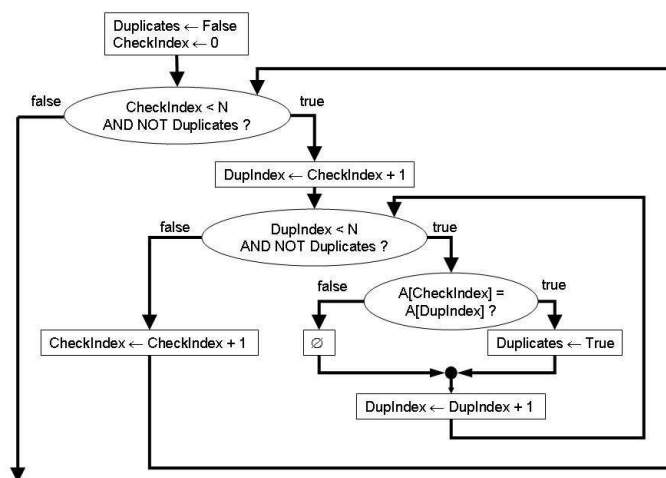 Duplicates ← False
CheckIndex ← 0
false
CheckIndex < N
AND NOT Duplicates ?
true
DupIndex ← CheckIndex + 1
false
DupIndex < N
AND NOT Duplicates ?
true
false
A[CheckIndex] =
A[DupIndex] ?
true
CheckIndex ← CheckIndex + 1
∅
Duplicates ← True
DupIndex ← DupIndex + 1